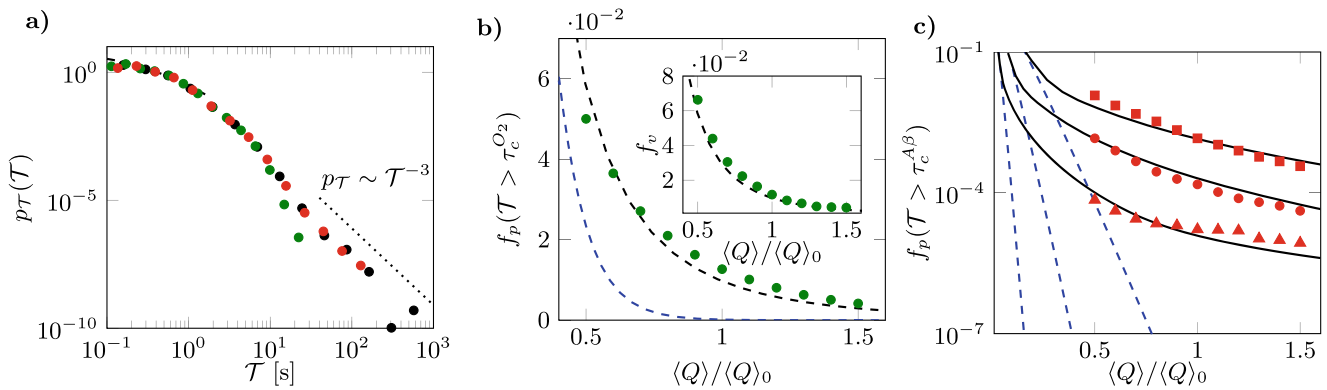 a)
10^0
10^{-5}
10^{-10}
p_𝒯(𝒯)
p_𝒯 ∼ 𝒯^{−3}
10^{-1} 10^0 10^1 10^2 10^3
𝒯 [s]
b)
·10^{-2}
6
4
2
0
f_p(𝒯 > τ_c^{O_2})
0.5 1 1.5
⟨Q⟩/⟨Q⟩_0
·10^{-2}
8
6
4
2
f_v
0.5 1 1.5
⟨Q⟩/⟨Q⟩_0
c)
10^{-1}
10^{-4}
10^{-7}
f_p(𝒯 > τ_c^{Aβ})
0.5 1 1.5
⟨Q⟩/⟨Q⟩_0